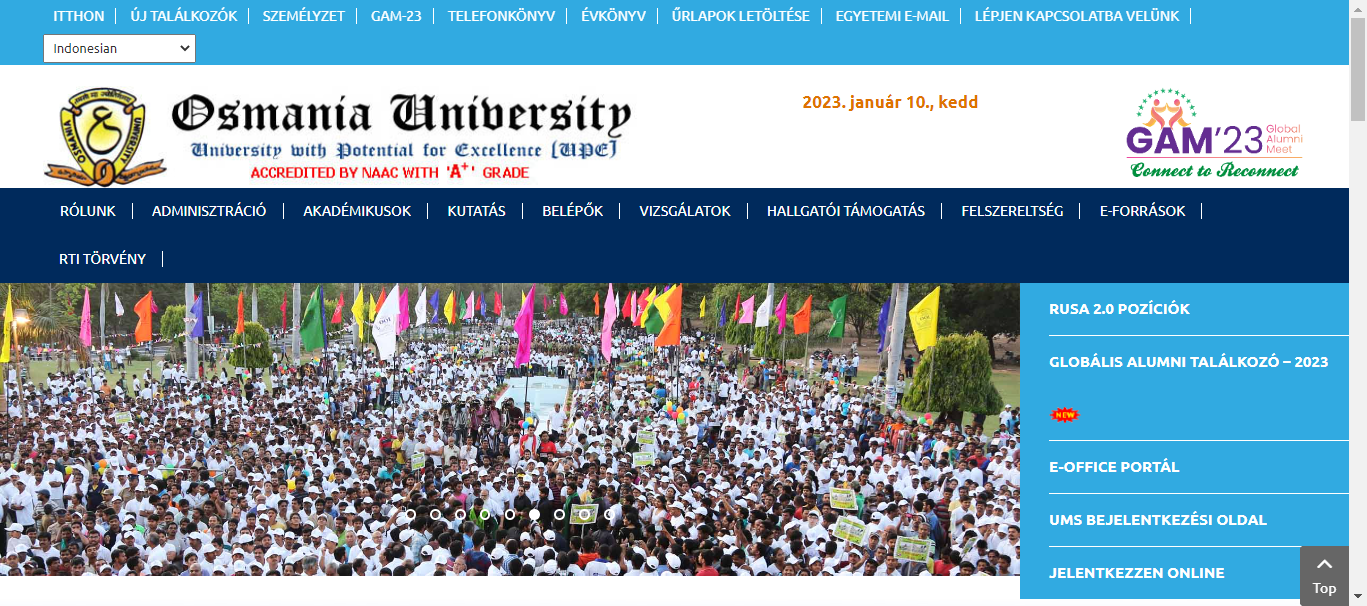 ITTHON ÚJ TALÁLKOZÓK SZEMÉLYZET GAM-23 TELEFONKÖNYV ÉVKÖNYV ŰRLAPOK LETÖLTÉSE EGYETEMI E-MAIL LÉPJEN KAPCSOLATBA VELÜNK
Indonesian
Osmania University
University with Potential for Excellence [UPE]
ACCREDITED BY NAAC WITH 'A+' GRADE
2023. január 10., kedd
GAM'23 Global Alumni Meet
Connect to Reconnect
RÓLUNK ADMINISZTRÁCIÓ AKADÉMIKUSOK KUTATÁS BELÉPŐK VIZSGÁLATOK HALLGATÓI TÁMOGATÁS FELSZERELTSÉG E-FORRÁSOK
RTI TÖRVÉNY
RUSA 2.0 POZÍCIÓK
GLOBÁLIS ALUMNI TALÁLKOZÓ – 2023
NEW
E-OFFICE PORTÁL
UMS BEJELENTKEZÉSI OLDAL
JELENTKEZZEN ONLINE
Top